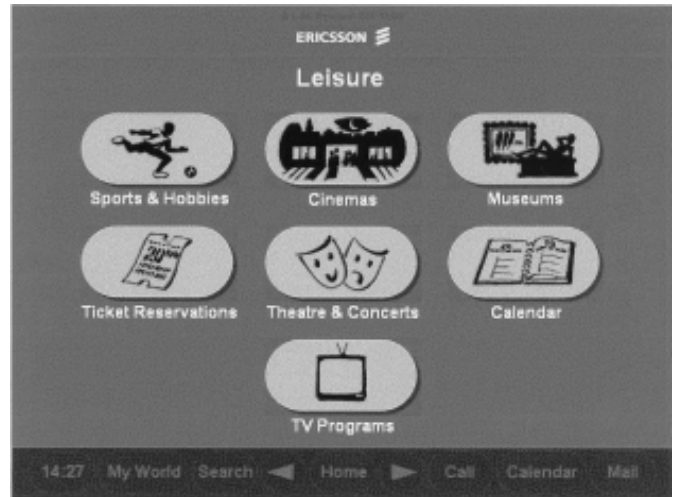 ERICSSON
Leisure
Sports & Hobbies Cinemas Museums
Ticket Reservations Theatre & Concerts Calendar
TV Programs
14:27 My World Search Home Call Calendar Mail